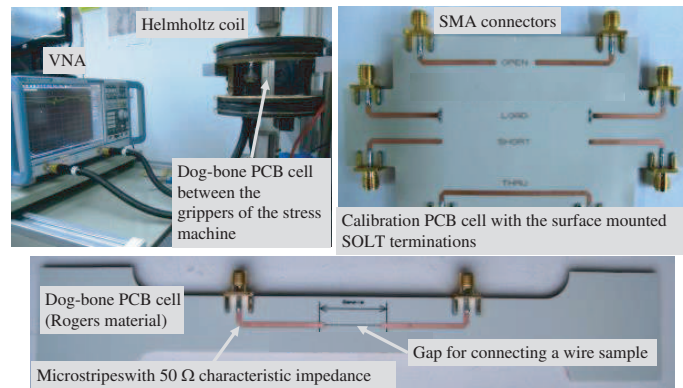 Helmholtz coil
VNA
Dog-bone PCB cell
between the
grippers of the stress
machine
SMA connectors
OPEN
LOAD
SHORT
THRU
Calibration PCB cell with the surface mounted
SOLT terminations
Dog-bone PCB cell
(Rogers material)
Gap for connecting a wire sample
Microstripeswith 50 Ω characteristic impedance